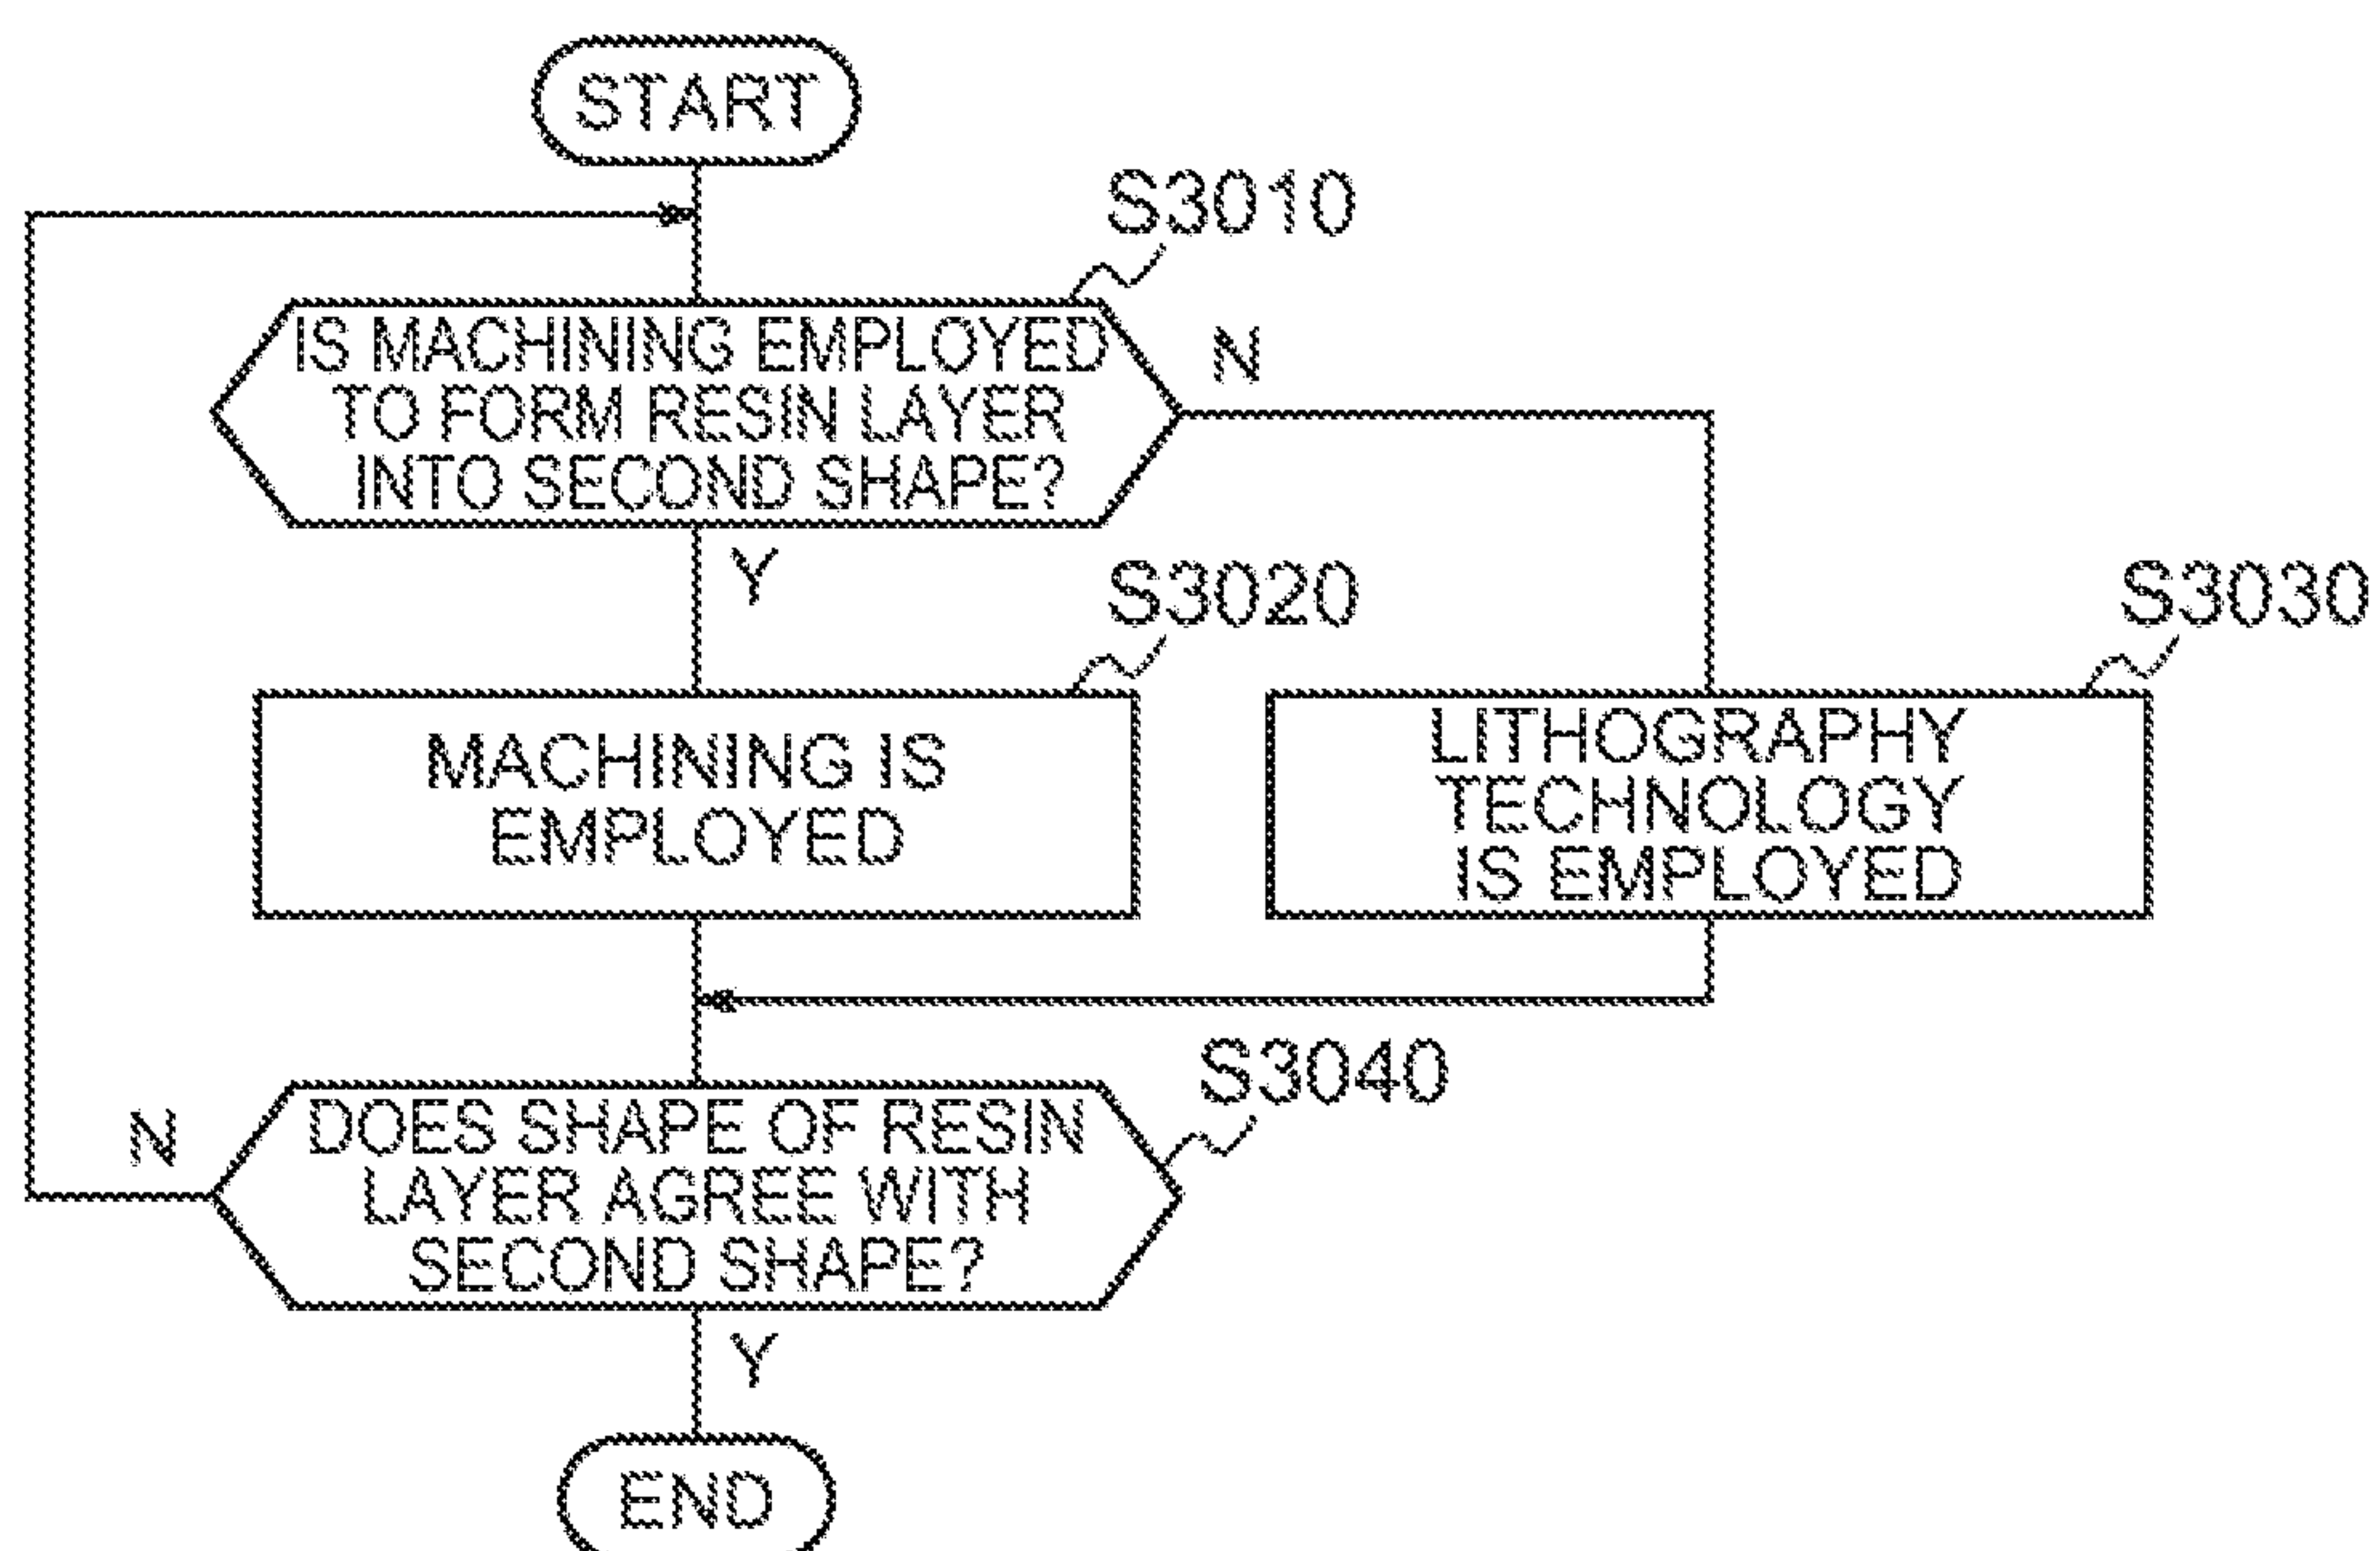 START
S3010
IS MACHINING EMPLOYED
TO FORM RESIN LAYER
INTO SECOND SHAPE?
N
Y
S3020
S3030
MACHINING IS
EMPLOYED
LITHOGRAPHY
TECHNOLOGY
IS EMPLOYED
S3040
N
DOES SHAPE OF RESIN
LAYER AGREE WITH
SECOND SHAPE?
Y
END